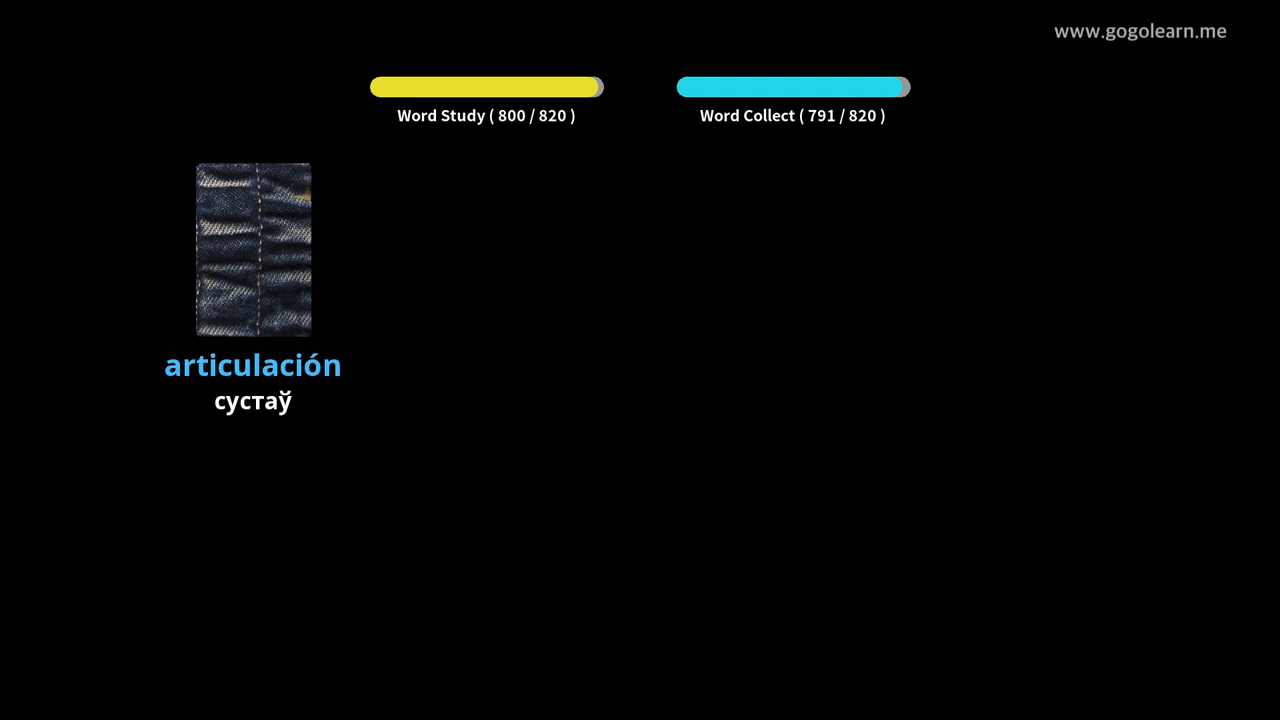 www.gogolearn.me
Word Study ( 800 / 820 )
Word Collect ( 791 / 820 )
articulación
сустаў